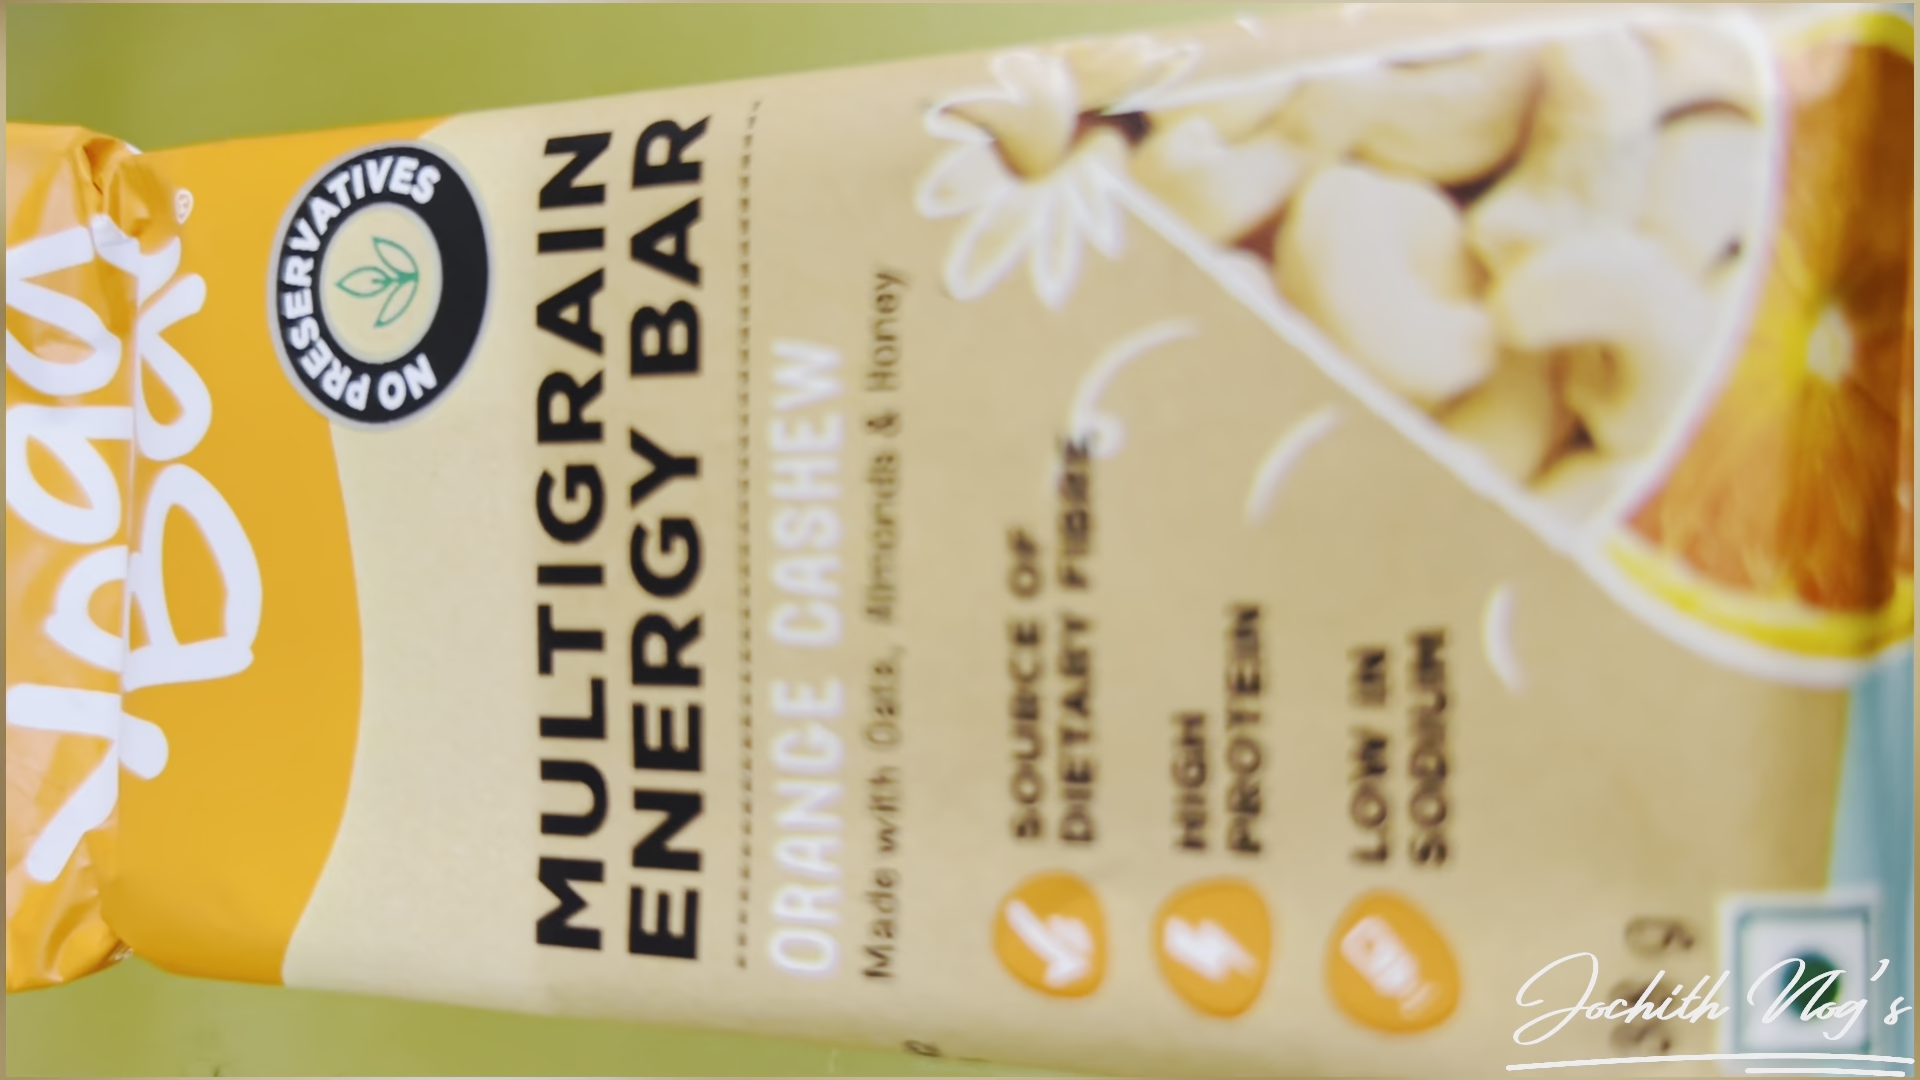 Yoga
Bar
®
NO PRESERVATIVES
MULTIGRAIN
ENERGY BAR
ORANGE CASHEW
Made with Oats, Almonds & Honey
SOURCE OF
DIETARY FIBRE
HIGH
PROTEIN
LOW IN
SODIUM
Jochith Nog's